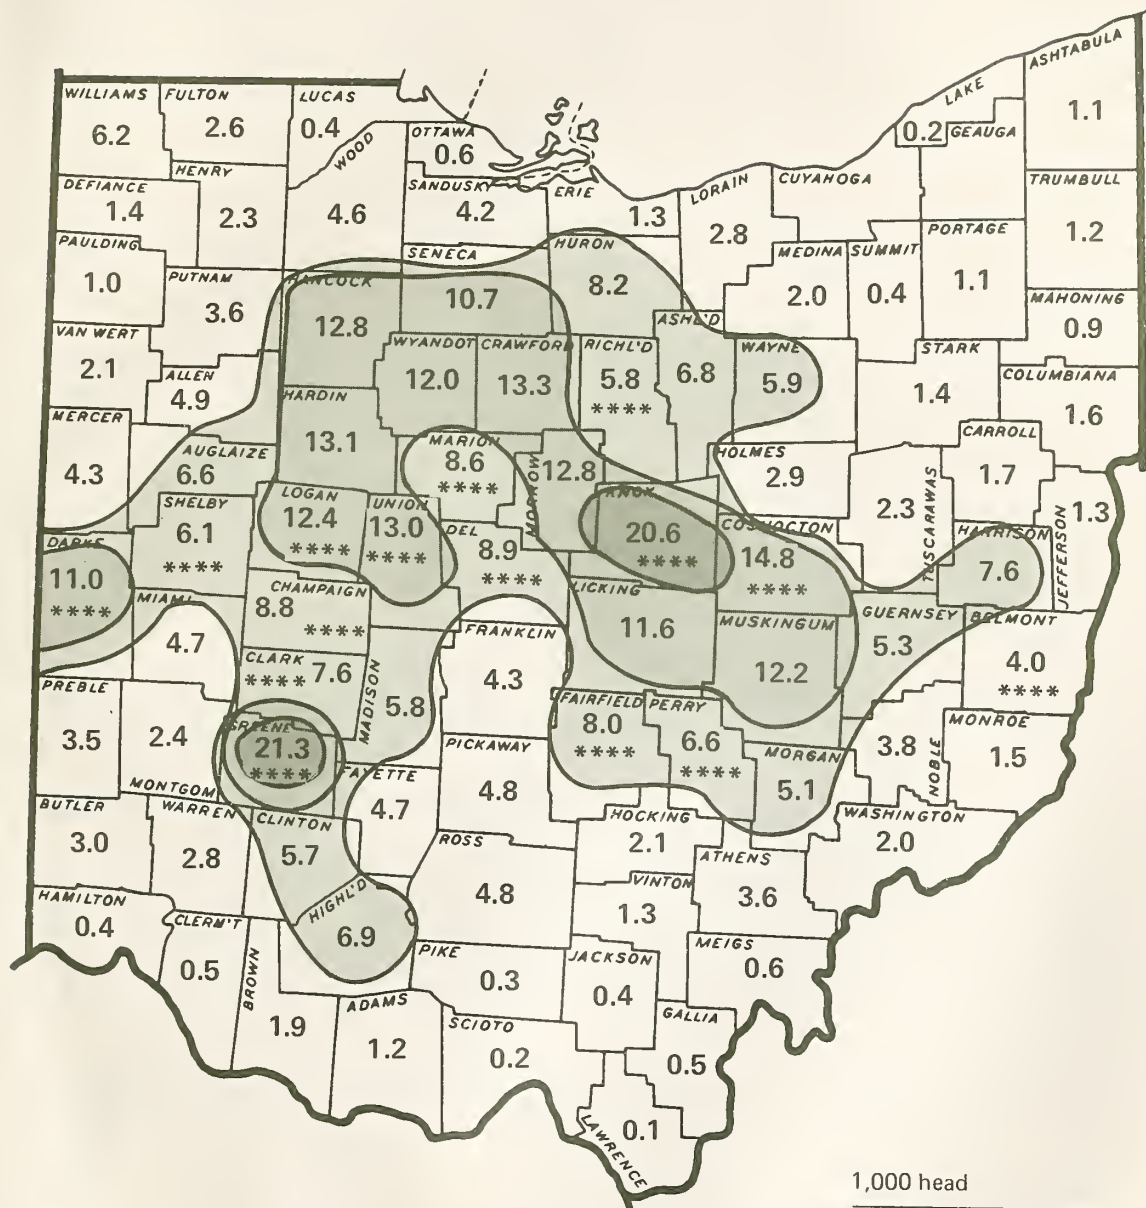 WILLIAMS
6.2
FULTON
2.6
LUCAS
0.4
WOOD
4.6
OTTAWA
0.6
SANDUSKY
4.2
ERIE
1.3
LORAIN
2.8
CUYAHOGA
LAKE
0.2
GEAUGA
ASHTABULA
1.1
DEFIANCE
1.4
HENRY
2.3
TRUMBULL
1.2
PAULDING
1.0
PUTNAM
3.6
HANCOCK
12.8
SENECA
10.7
HURON
8.2
MEDINA
2.0
SUMMIT
0.4
PORTAGE
1.1
MAHONING
0.9
VAN WERT
2.1
ALLEN
4.9
WYANDOT
12.0
CRAWFORD
13.3
RICHL'D
5.8
****
ASHL'D
6.8
WAYNE
5.9
STARK
1.4
COLUMBIANA
1.6
MERCER
4.3
AUGLAIZE
6.6
HARDIN
13.1
MARION
8.6
****
MORROW
12.8
HOLMES
2.9
TUSCARAWAS
2.3
CARROLL
1.7
JEFFERSON
1.3
SHELBY
6.1
****
LOGAN
12.4
****
UNION
13.0
****
DEL
8.9
****
KNOX
20.6
****
COSHOCTON
14.8
****
HARRISON
7.6
DARKE
11.0
****
MIAMI
4.7
CHAMPAIGN
8.8
****
LICKING
11.6
MUSKINGUM
12.2
GUERNSEY
5.3
BELMONT
4.0
****
CLARK
7.6
****
MADISON
5.8
FRANKLIN
4.3
PREBLE
3.5
MONTGOM
2.4
GREENE
21.3
****
FAYETTE
4.7
PICKAWAY
4.8
FAIRFIELD
8.0
****
PERRY
6.6
****
MORGAN
5.1
NOBLE
3.8
MONROE
1.5
BUTLER
3.0
WARREN
2.8
CLINTON
5.7
ROSS
4.8
HOCKING
2.1
ATHENS
3.6
WASHINGTON
2.0
HAMILTON
0.4
CLERM'T
0.5
HIGHL'D
6.9
VINTON
1.3
MEIGS
0.6
BROWN
1.9
ADAMS
1.2
PIKE
0.3
JACKSON
0.4
GALLIA
0.5
SCIOTO
0.2
LAWRENCE
0.1
1,000 head